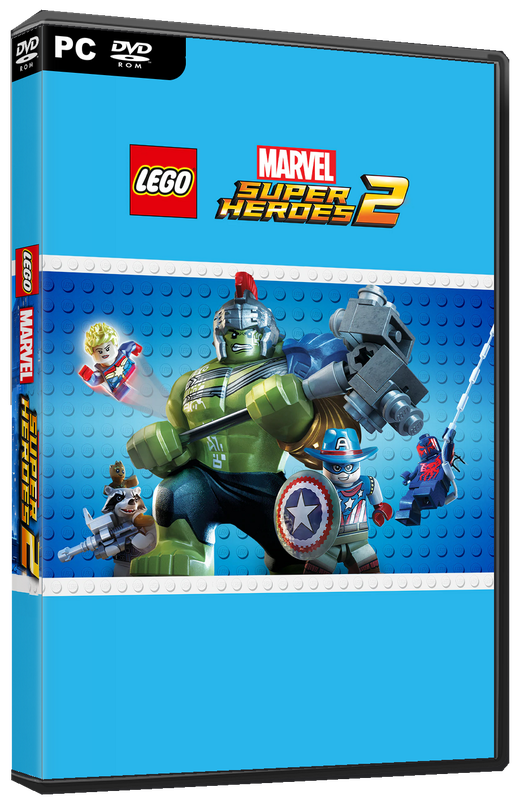 DVD
ROM
PC DVD
ROM
LEGO
MARVEL
SUPER
HEROES 2
LEGO
MARVEL
SUPER
HEROES 2
A